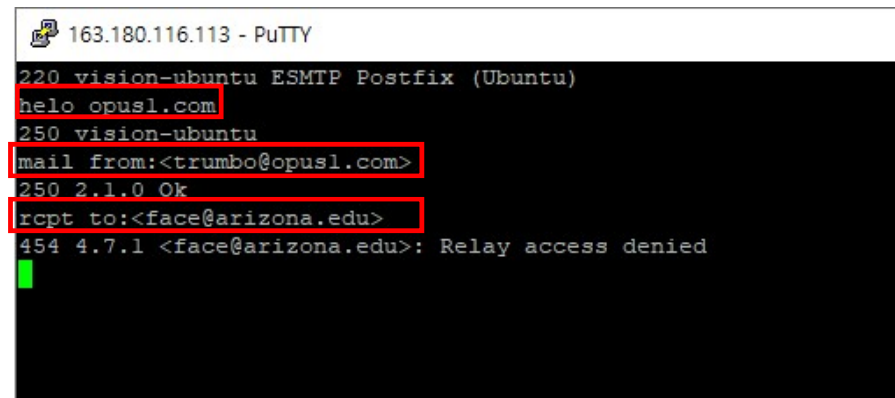 163.180.116.113 - PuTTY
220 vision-ubuntu ESMTP Postfix (Ubuntu)
helo opus1.com
250 vision-ubuntu
mail from:<trumbo@opus1.com>
250 2.1.0 Ok
rcpt to:<face@arizona.edu>
454 4.7.1 <face@arizona.edu>: Relay access denied